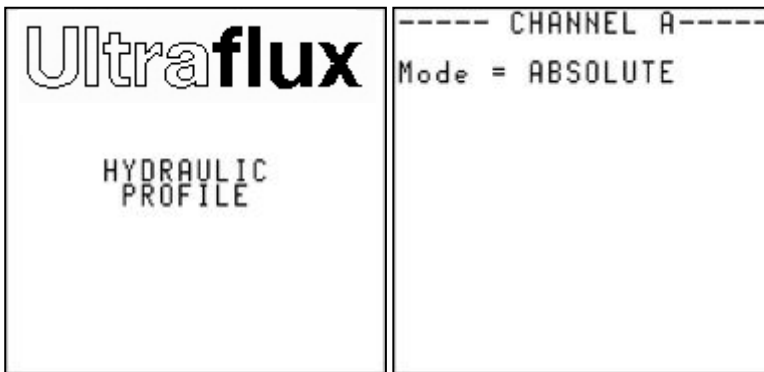 Ultraflux
HYDRAULIC
PROFILE
----- CHANNEL A-----
Mode = ABSOLUTE